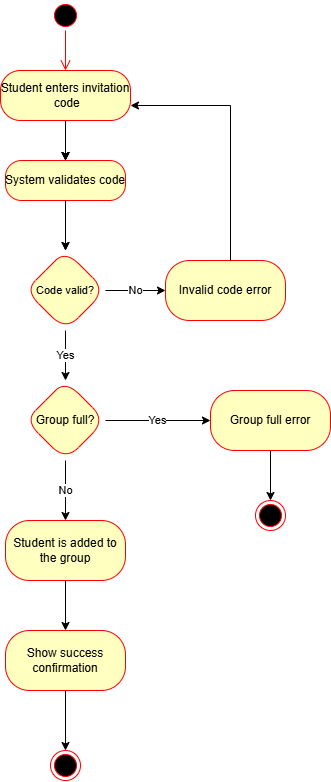 Student enters invitation
code
System validates code
Code valid?
No
Invalid code error
Yes
Group full?
Yes
Group full error
No
Student is added to
the group
Show success
confirmation